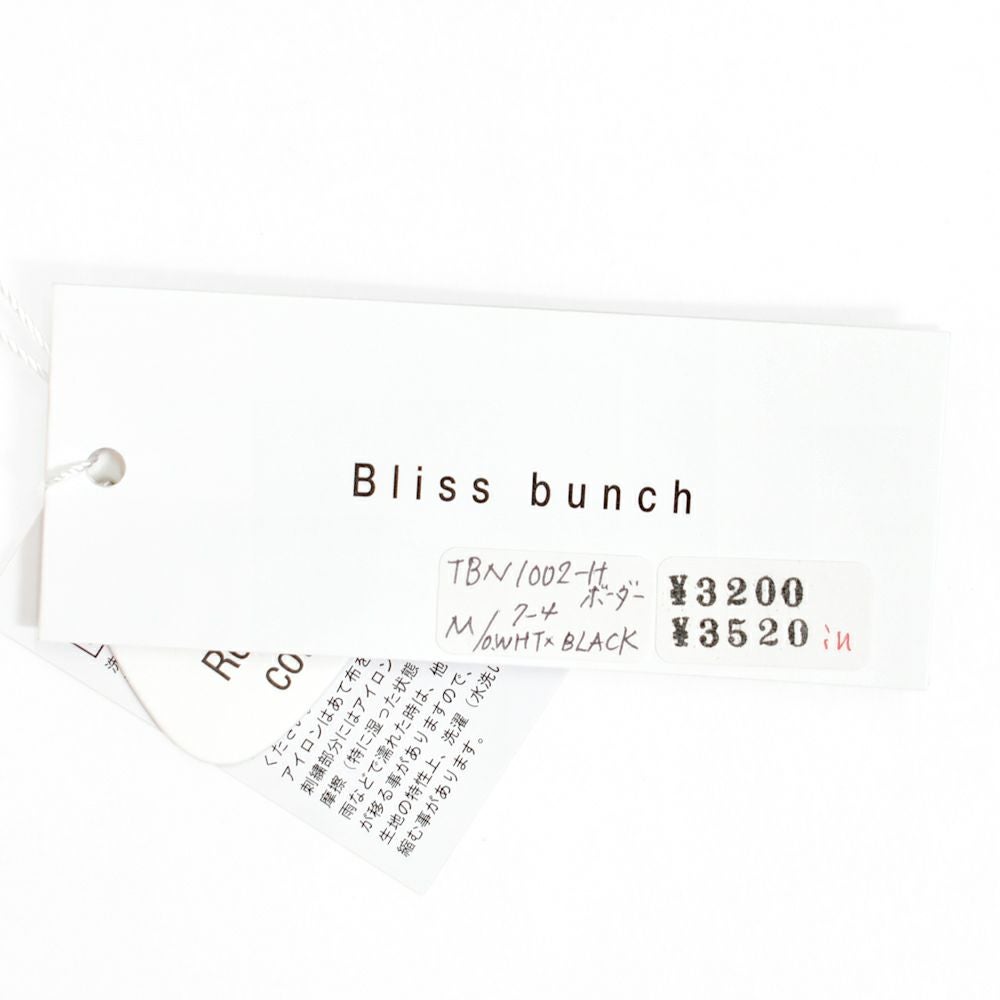 Bliss bunch
TBN1002-H
ボーダー
7-4
M/O.WHT×BLACK
¥3200
¥3520 in
ください
アイロンはあて布を
刺繍部分にはアイロン
摩擦(特に湿った状態
雨などで濡れた時は、他
が移る事がありますので、
生地の特性上、洗濯(水洗い
縮む事があります。